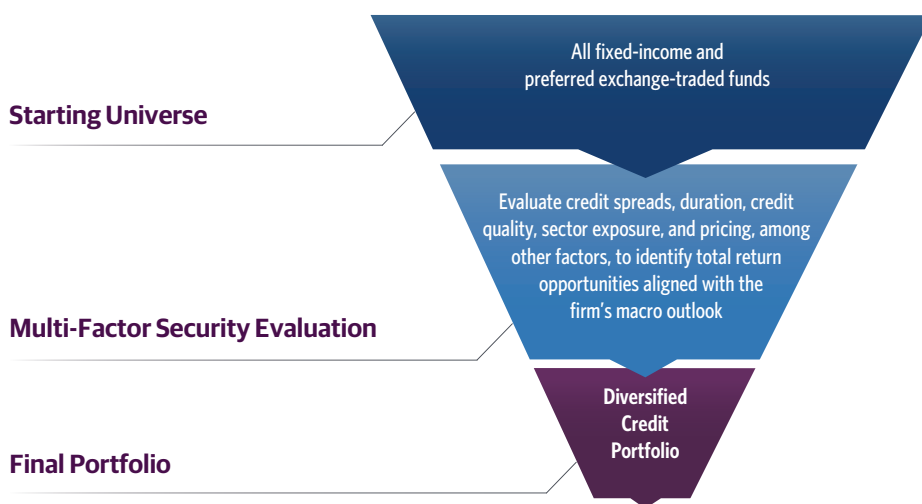 All fixed-income and
preferred exchange-traded funds
Starting Universe
Evaluate credit spreads, duration, credit
quality, sector exposure, and pricing, among
other factors, to identify total return
opportunities aligned with the
firm's macro outlook
Multi-Factor Security Evaluation
Diversified
Credit
Portfolio
Final Portfolio